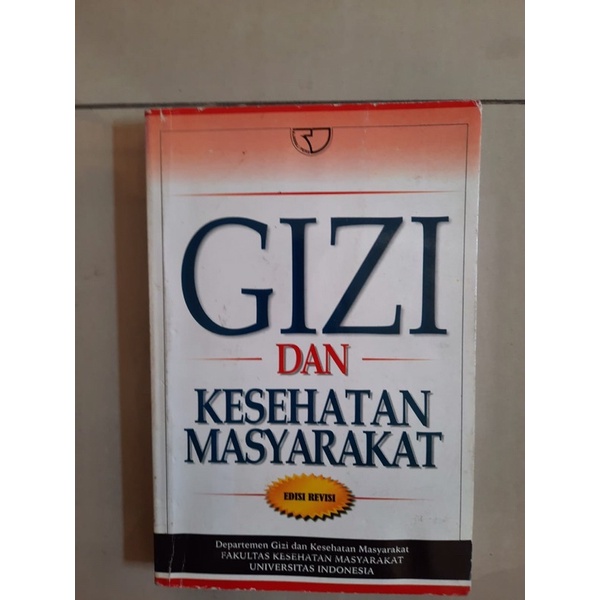 GIZI
DAN
KESEHATAN
MASYARAKAT
EDISI REVISI
Departemen Gizi dan Kesehatan Masyarakat
FAKULTAS KESEHATAN MASYARAKAT
UNIVERSITAS INDONESIA